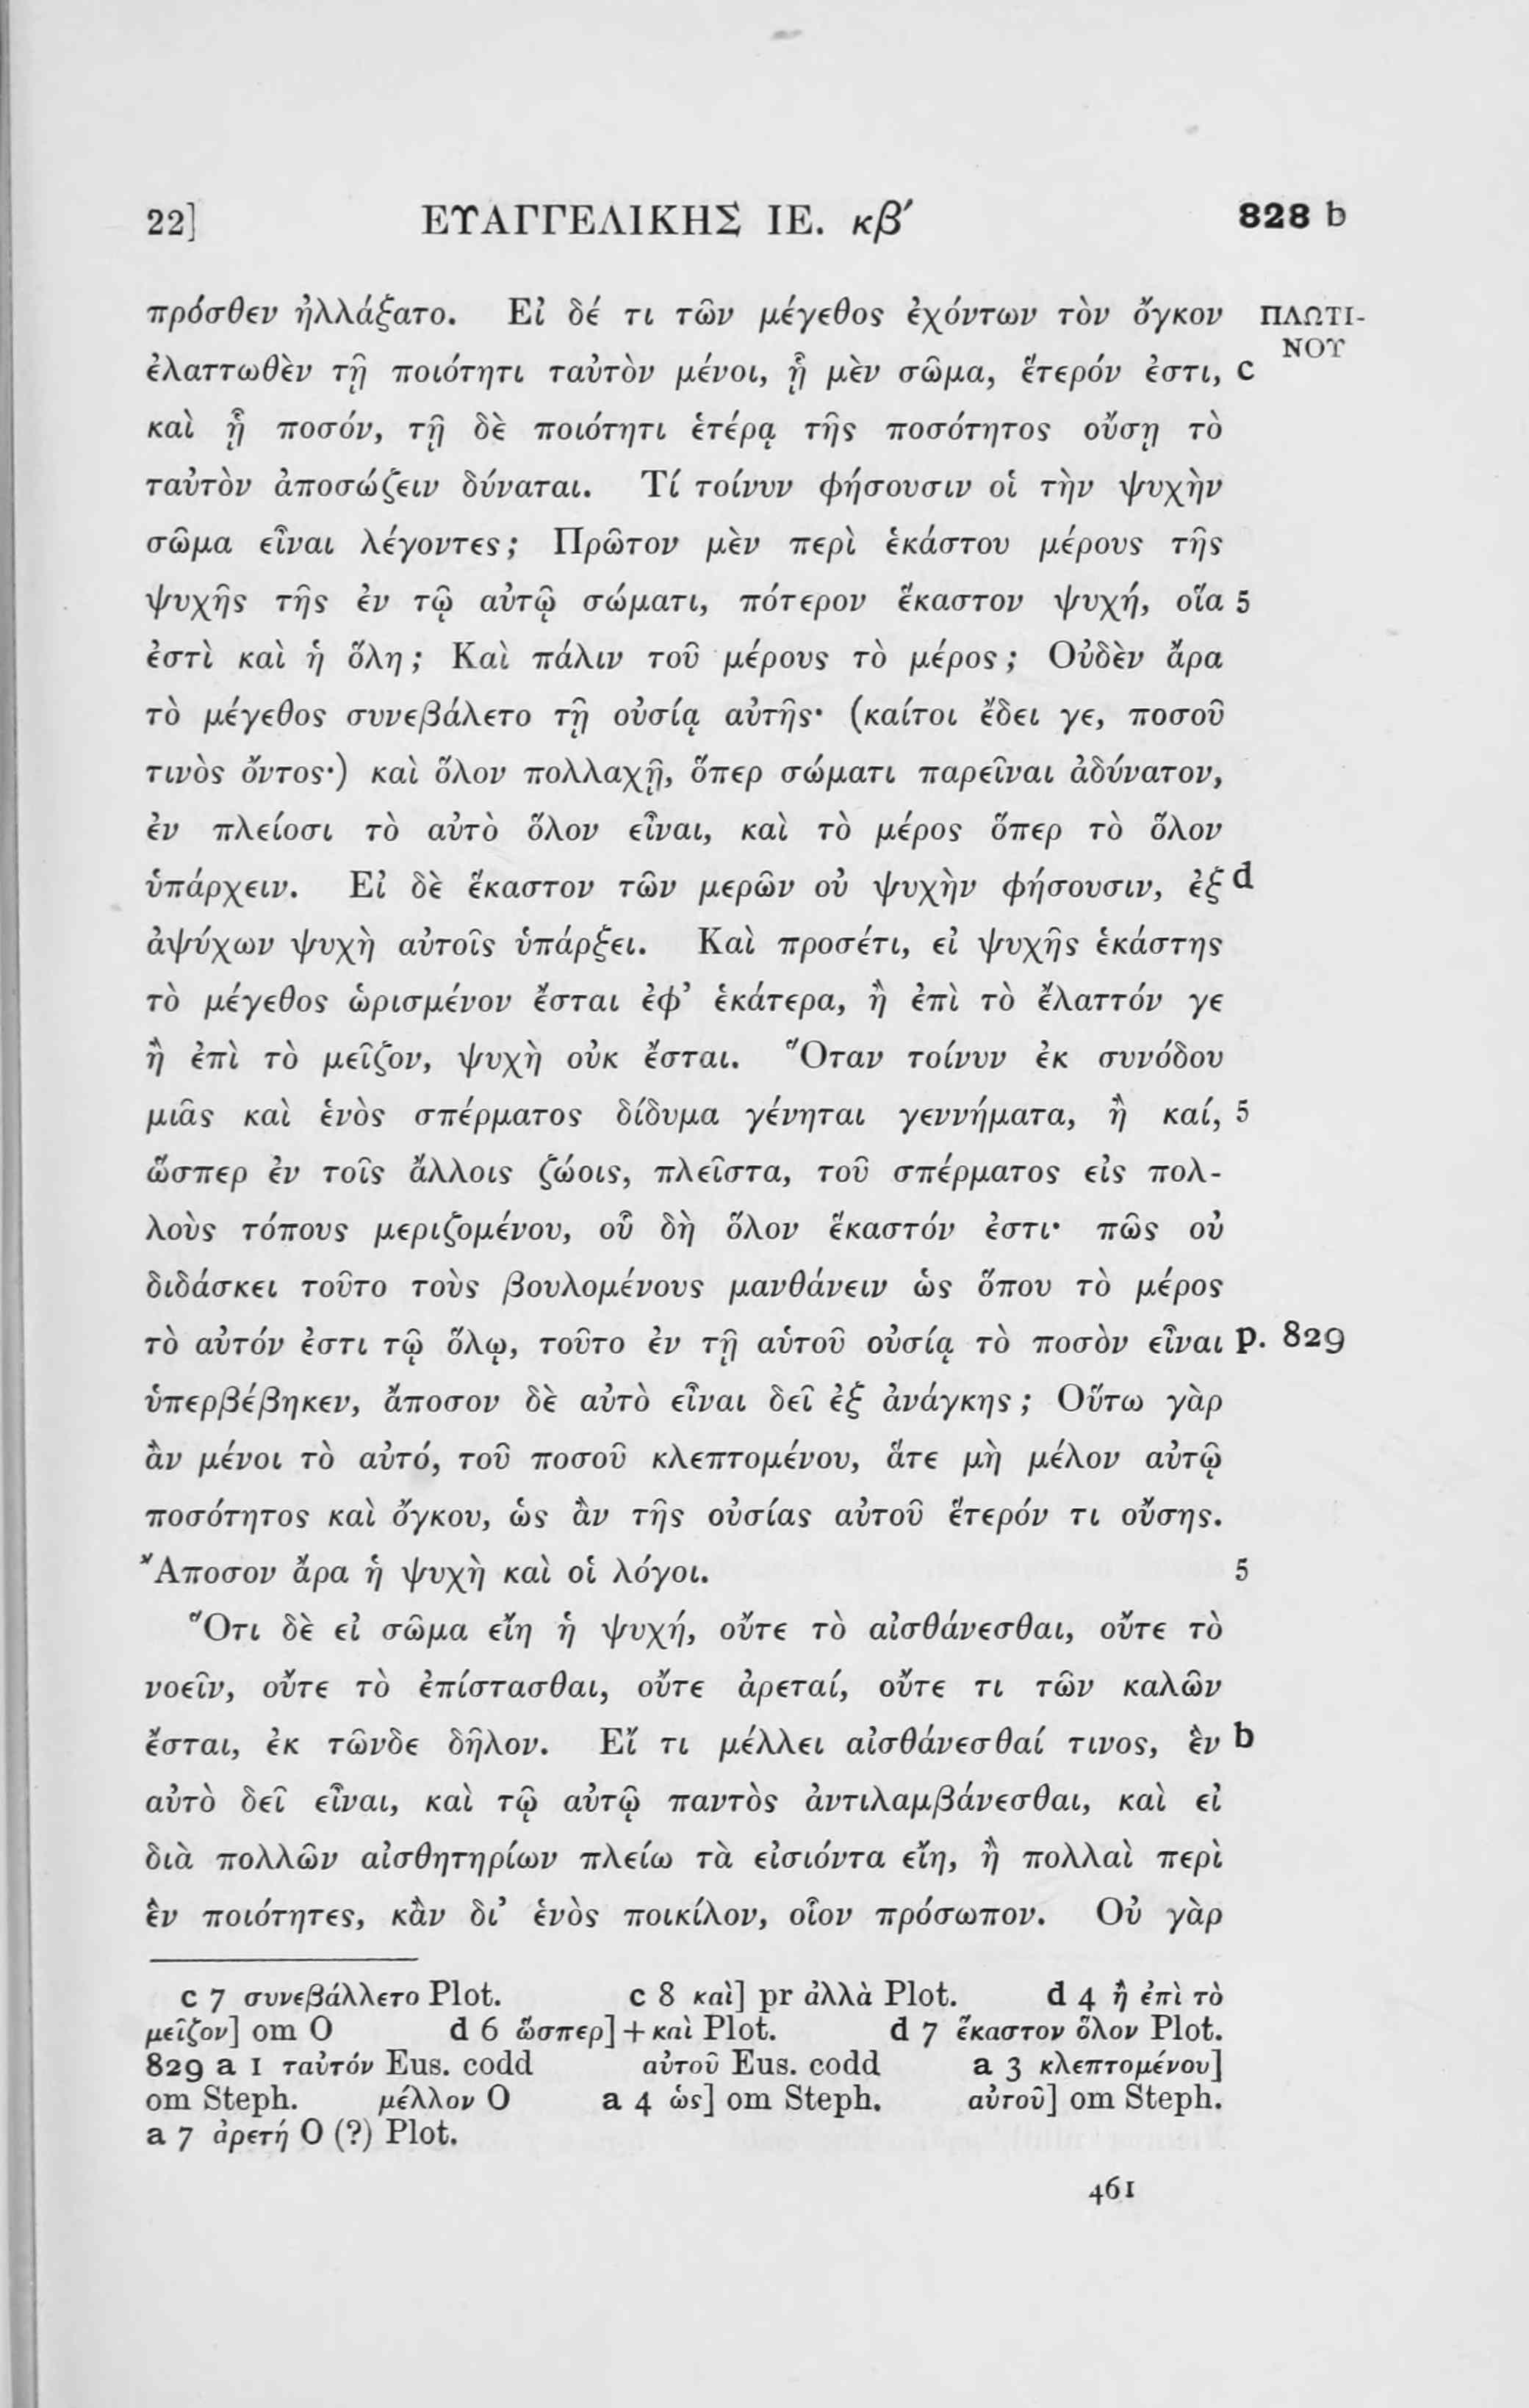 22] ΕΥΑΓΓΕΛΙΚΗΣ ΙΕ. κβ′ 828 b
πρόσθεν ἠλλάξατο. Εἰ δέ τι τῶν μέγεθος ἐχόντων τὸν ὄγκον ΠΛΩΤΙ-
ΝΟΥ
ἐλαττωθὲν τῇ ποιότητι ταὐτὸν μένοι, ᾗ μὲν σῶμα, ἕτερόν ἐστι, c
καὶ ᾗ ποσόν, τῇ δὲ ποιότητι ἑτέρᾳ τῆς ποσότητος οὔσῃ τὸ
ταὐτὸν ἀποσώζειν δύναται. Τί τοίνυν φήσουσιν οἱ τὴν ψυχὴν
σῶμα εἶναι λέγοντες; Πρῶτον μὲν περὶ ἑκάστου μέρους τῆς
ψυχῆς τῆς ἐν τῷ αὐτῷ σώματι, πότερον ἕκαστον ψυχή, οἵα 5
ἐστὶ καὶ ἡ ὅλη; Καὶ πάλιν τοῦ μέρους τὸ μέρος; Οὐδὲν ἄρα
τὸ μέγεθος συνεβάλετο τῇ οὐσίᾳ αὐτῆς· (καίτοι ἔδει γε, ποσοῦ
τινὸς ὄντος·) καὶ ὅλον πολλαχῇ, ὅπερ σώματι παρεῖναι ἀδύνατον,
ἐν πλείοσι τὸ αὐτὸ ὅλον εἶναι, καὶ τὸ μέρος ὅπερ τὸ ὅλον
ὑπάρχειν. Εἰ δὲ ἕκαστον τῶν μερῶν οὐ ψυχὴν φήσουσιν, ἐξ d
ἀψύχων ψυχὴ αὐτοῖς ὑπάρξει. Καὶ προσέτι, εἰ ψυχῆς ἑκάστης
τὸ μέγεθος ὡρισμένον ἔσται ἐφ’ ἑκάτερα, ἢ ἐπὶ τὸ ἔλαττόν γε
ἢ ἐπὶ τὸ μεῖζον, ψυχὴ οὐκ ἔσται. Ὅταν τοίνυν ἐκ συνόδου
μιᾶς καὶ ἑνὸς σπέρματος δίδυμα γένηται γεννήματα, ἢ καί, 5
ὥσπερ ἐν τοῖς ἄλλοις ζώοις, πλεῖστα, τοῦ σπέρματος εἰς πολ-
λοὺς τόπους μεριζομένου, οὗ δὴ ὅλον ἕκαστόν ἐστι· πῶς οὐ
διδάσκει τοῦτο τοὺς βουλομένους μανθάνειν ὡς ὅπου τὸ μέρος
τὸ αὐτόν ἐστι τῷ ὅλῳ, τοῦτο ἐν τῇ αὑτοῦ οὐσίᾳ τὸ ποσὸν εἶναι p. 829
ὑπερβέβηκεν, ἄποσον δὲ αὐτὸ εἶναι δεῖ ἐξ ἀνάγκης; Οὕτω γὰρ
ἂν μένοι τὸ αὐτό, τοῦ ποσοῦ κλεπτομένου, ἅτε μὴ μέλον αὐτῷ
ποσότητος καὶ ὄγκου, ὡς ἂν τῆς οὐσίας αὐτοῦ ἕτερόν τι οὔσης.
Ἄποσον ἄρα ἡ ψυχὴ καὶ οἱ λόγοι. 5
Ὅτι δὲ εἰ σῶμα εἴη ἡ ψυχή, οὔτε τὸ αἰσθάνεσθαι, οὔτε τὸ
νοεῖν, οὔτε τὸ ἐπίστασθαι, οὔτε ἀρεταί, οὔτε τι τῶν καλῶν
ἔσται, ἐκ τῶνδε δῆλον. Εἴ τι μέλλει αἰσθάνεσθαί τινος, ἓν b
αὐτὸ δεῖ εἶναι, καὶ τῷ αὐτῷ παντὸς ἀντιλαμβάνεσθαι, καὶ εἰ
διὰ πολλῶν αἰσθητηρίων πλείω τὰ εἰσιόντα εἴη, ἢ πολλαὶ περὶ
ἓν ποιότητες, κἂν δι’ ἑνὸς ποικίλον, οἷον πρόσωπον. Οὐ γὰρ
c 7 συνεβάλλετο Plot. c 8 καὶ] pr ἀλλὰ Plot. d 4 ἢ ἐπὶ τὸ
μεῖζον] om O d 6 ὥσπερ] + καὶ Plot. d 7 ἕκαστον ὅλον Plot.
829 a 1 ταὐτόν Eus. codd αὐτοῦ Eus. codd a 3 κλεπτομένου]
om Steph. μέλλον O a 4 ὡς] om Steph. αὐτοῦ] om Steph.
a 7 ἀρετή O (?) Plot.
461